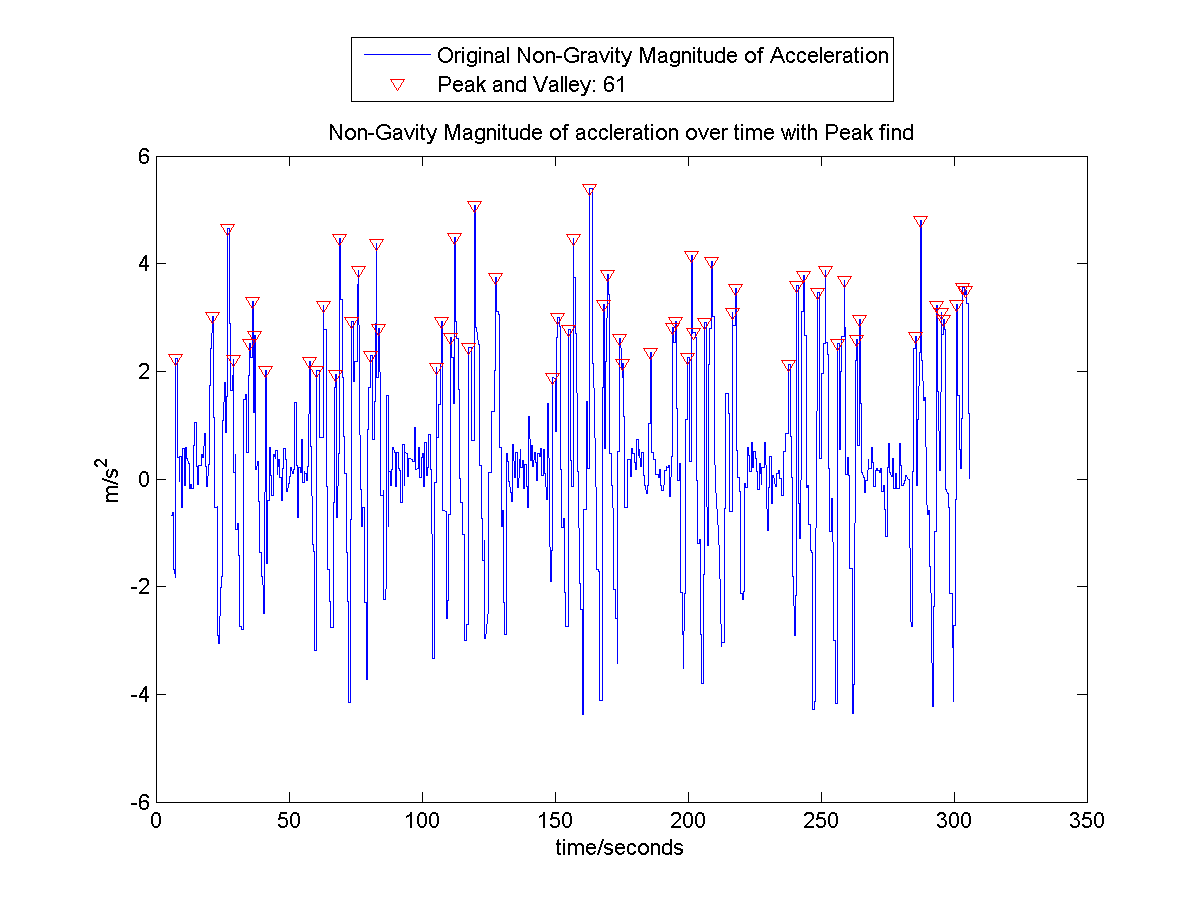 Original Non-Gravity Magnitude of Acceleration
Peak and Valley: 61
Non-Gavity Magnitude of accleration over time with Peak find
6
4
2
0
-2
-4
-6
m/s²
0 50 100 150 200 250 300 350
time/seconds